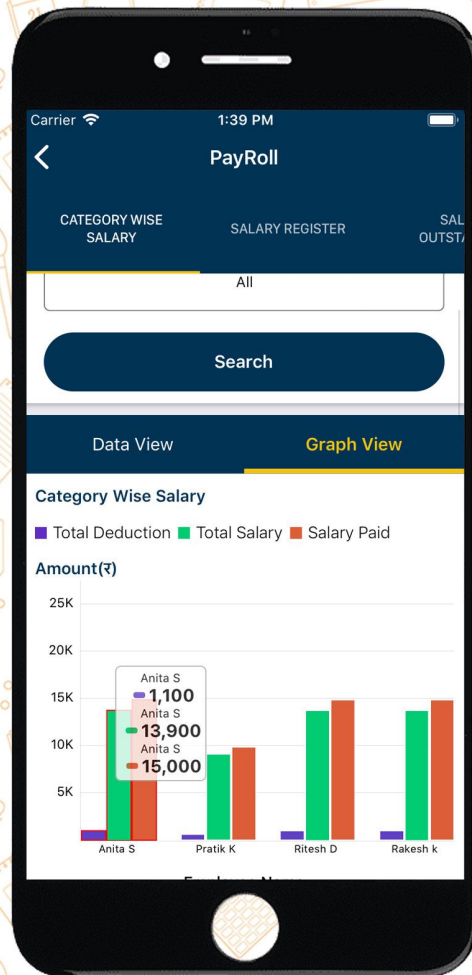 Carrier 1:39 PM
PayRoll
CATEGORY WISE
SALARY
SALARY REGISTER
SAL
OUTST
All
Search
Data View Graph View
Category Wise Salary
Total Deduction Total Salary Salary Paid
Amount(र)
25K
20K
15K
10K
5K
Anita S
1,100
Anita S
13,900
Anita S
15,000
Anita S Pratik K Ritesh D Rakesh k